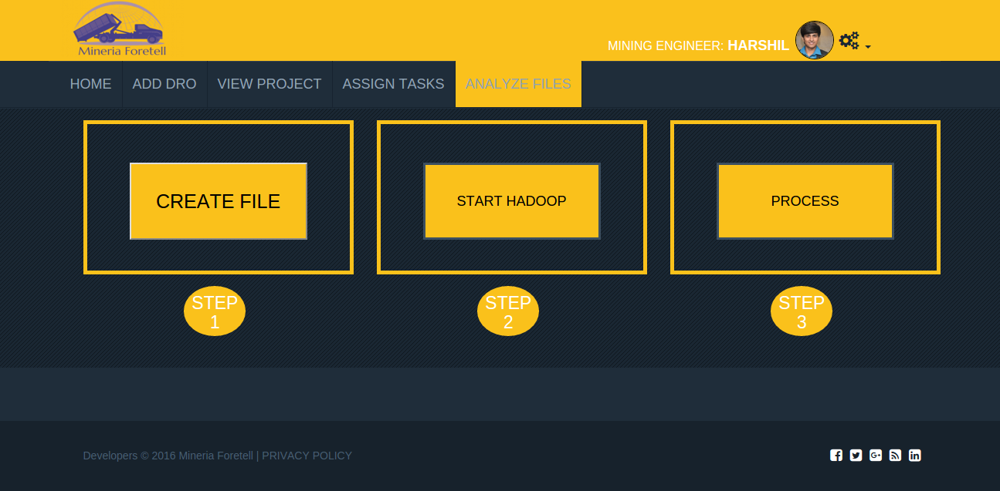 Mineria Foretell
MINING ENGINEER: HARSHIL
HOME ADD DRO VIEW PROJECT ASSIGN TASKS ANALYZE FILES
CREATE FILE START HADOOP PROCESS
STEP 1 STEP 2 STEP 3
Developers © 2016 Mineria Foretell | PRIVACY POLICY